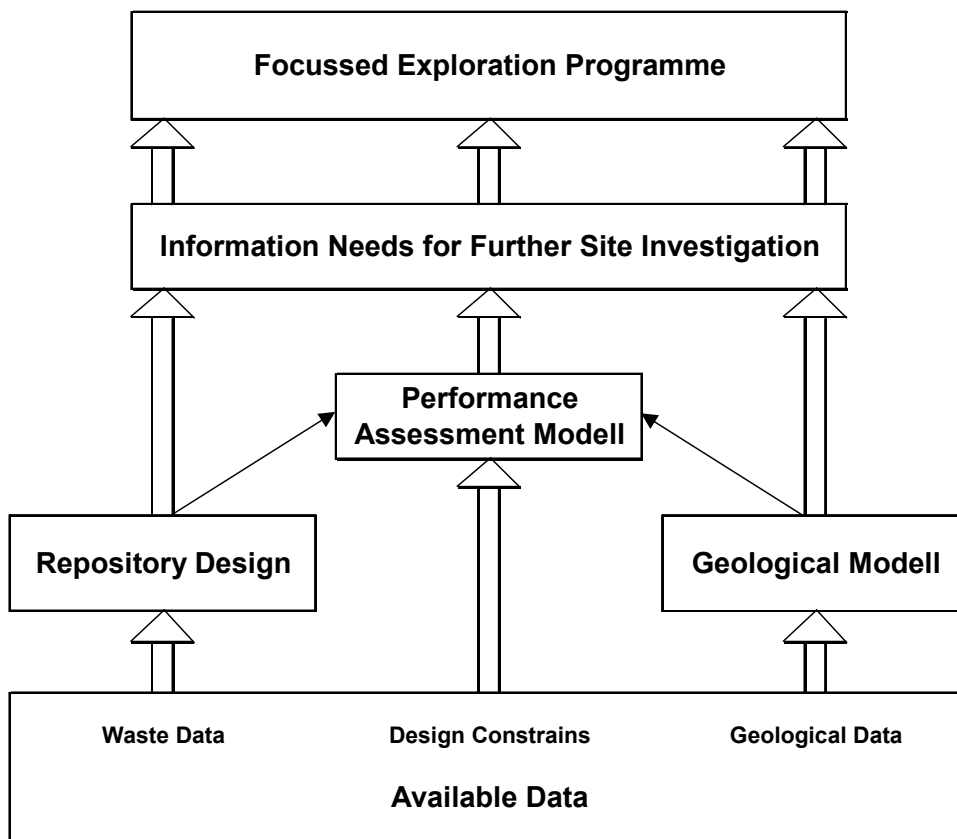 Focussed Exploration Programme
Information Needs for Further Site Investigation
Performance
Assessment Modell
Repository Design
Geological Modell
Waste Data
Design Constrains
Geological Data
Available Data